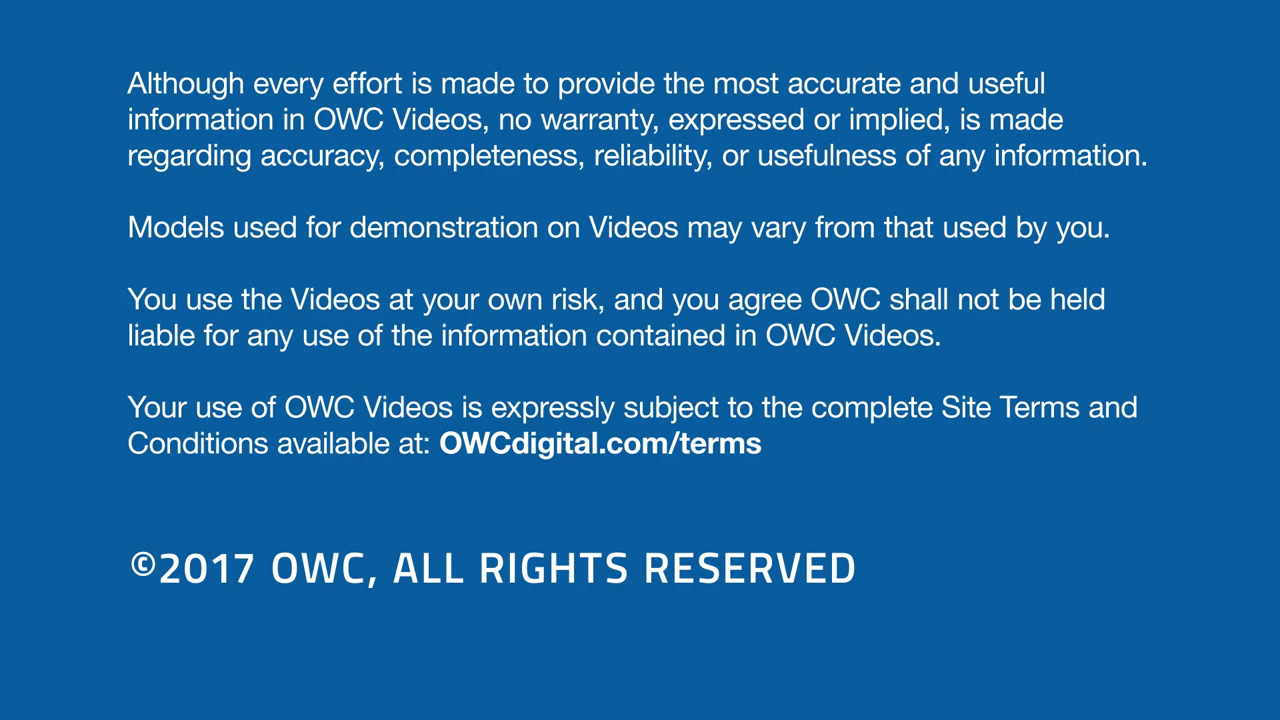 Although every effort is made to provide the most accurate and useful
information in OWC Videos, no warranty, expressed or implied, is made
regarding accuracy, completeness, reliability, or usefulness of any information.
Models used for demonstration on Videos may vary from that used by you.
You use the Videos at your own risk, and you agree OWC shall not be held
liable for any use of the information contained in OWC Videos.
Your use of OWC Videos is expressly subject to the complete Site Terms and
Conditions available at: OWCdigital.com/terms
©2017 OWC, ALL RIGHTS RESERVED